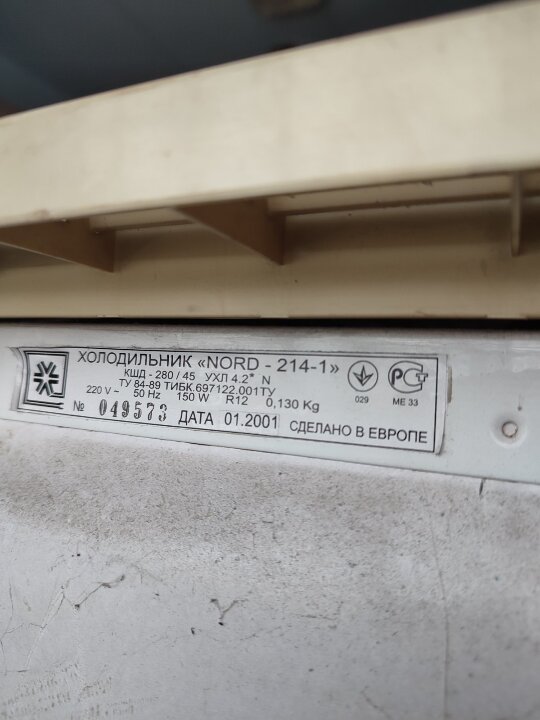 ХОЛОДИЛЬНИК «NORD - 214-1»
КШД - 280 / 45 УХЛ 4.2* N
ТУ 84-89 ТИБК.697122.001ТУ
220 V ~ 50 Hz 150 W R12 0,130 Kg
№ 049573 ДАТА 01.2001 СДЕЛАНО В ЕВРОПЕ
029
РСТ
МЕ 33